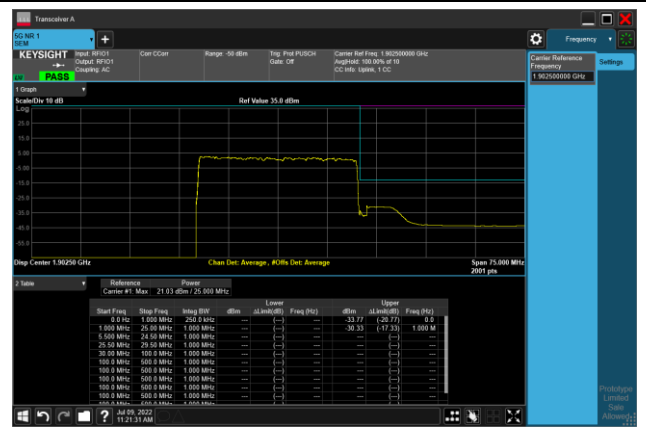 Transceiver A
5G NR 1
SEM
Frequency
KEYSIGHT
Input: RFIO1
Output: RFIO1
Coupling: AC
Corr CCorr
Range: -50 dBm
Trig: Prot PUSCH
Gate: Off
Carrier Ref Freq: 1.902500000 GHz
AvgHold: 100.00% of 10
CC Info: Uplink, 1 CC
PASS
Carrier Reference
Frequency
1.902500000 GHz
Settings
1 Graph
Scale/Div 10 dB
Ref Value 35.0 dBm
Log
25.0
15.0
5.00
-5.00
-15.0
-25.0
-35.0
-45.0
-55.0
Disp Center 1.90250 GHz
Chan Det: Average, #Offs Det: Average
Span 75.000 MHz
2001 pts
2 Table
Reference Power
Carrier #1: Max 21.03 dBm / 25.000 MHz
Lower Upper
Start Freq Stop Freq Integ BW dBm ΔLimit(dB) Freq (Hz) dBm ΔLimit(dB) Freq (Hz)
0.0 Hz 1.000 MHz 250.0 kHz --- (---) --- -33.77 (-20.77) 0.0
1.000 MHz 25.00 MHz 1.000 MHz --- (---) --- -30.33 (-17.33) 1.000 M
5.500 MHz 24.50 MHz 1.000 MHz --- (---) --- --- (---) ---
25.50 MHz 29.50 MHz 1.000 MHz --- (---) --- --- (---) ---
30.00 MHz 100.0 MHz 1.000 MHz --- (---) --- --- (---) ---
100.0 MHz 500.0 MHz 1.000 MHz --- (---) --- --- (---) ---
100.0 MHz 500.0 MHz 1.000 MHz --- (---) --- --- (---) ---
100.0 MHz 500.0 MHz 1.000 MHz --- (---) --- --- (---) ---
100.0 MHz 500.0 MHz 1.000 MHz --- (---) --- --- (---) ---
100.0 MHz 500.0 MHz 1.000 MHz --- (---) --- --- (---) ---
Jul 09, 2022
11:21:31 AM
Prototype-
Limited
Sale
Allowed